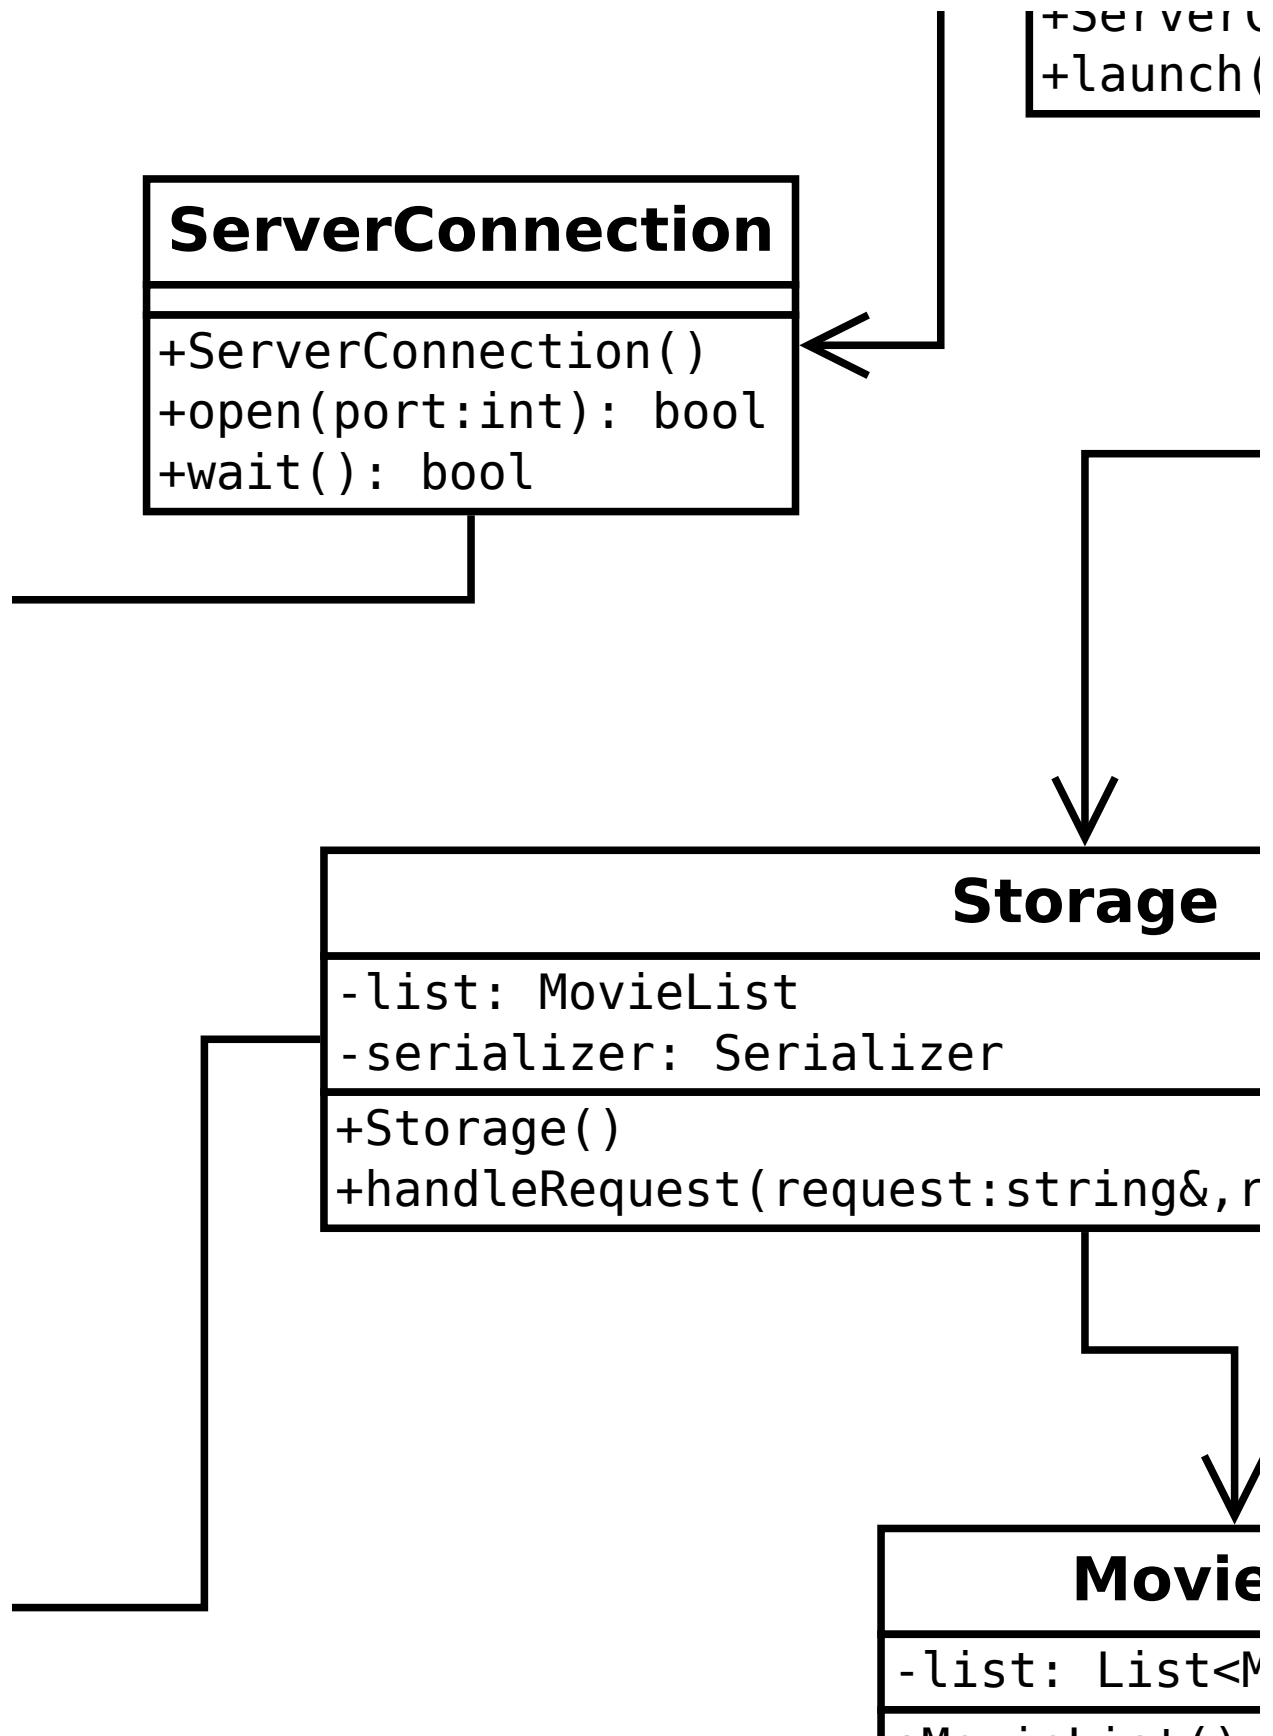 +launch(
ServerConnection
+ServerConnection()
+open(port:int): bool
+wait(): bool
Storage
-list: MovieList
-serializer: Serializer
+Storage()
+handleRequest(request:string&,r
Movie
-list: List<M